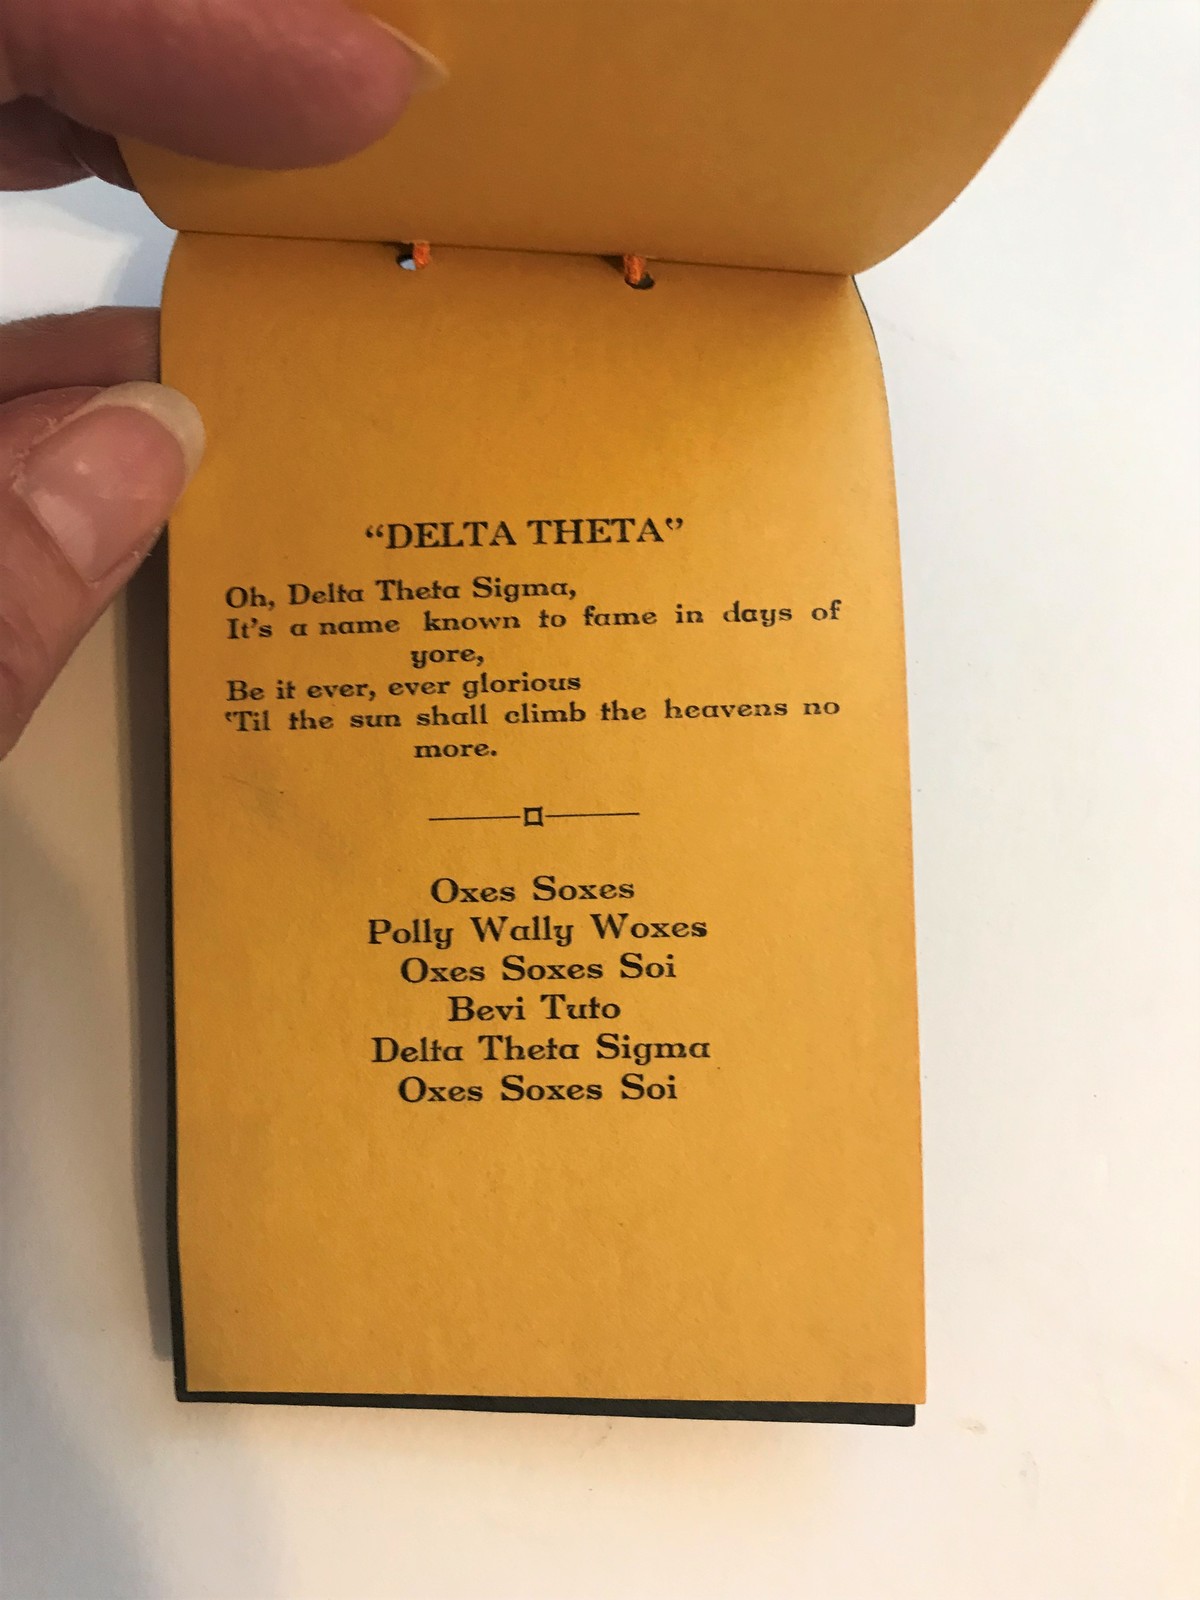 “DELTA THETA”
Oh, Delta Theta Sigma,
It's a name known to fame in days of
yore,
Be it ever, ever glorious
‘Til the sun shall climb the heavens no
more.
Oxes Soxes
Polly Wally Woxes
Oxes Soxes Soi
Bevi Tuto
Delta Theta Sigma
Oxes Soxes Soi